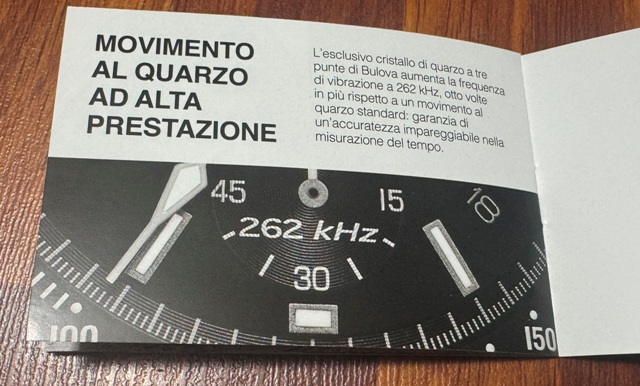 MOVIMENTO
AL QUARZO
AD ALTA
PRESTAZIONE
L'esclusivo cristallo di quarzo a tre
punte di Bulova aumenta la frequenza
di vibrazione a 262 kHz, otto volte
in più rispetto a un movimento al
quarzo standard: garanzia di
un'accuratezza impareggiabile nella
misurazione del tempo.
45
15
18
262 kHz
30
100
150